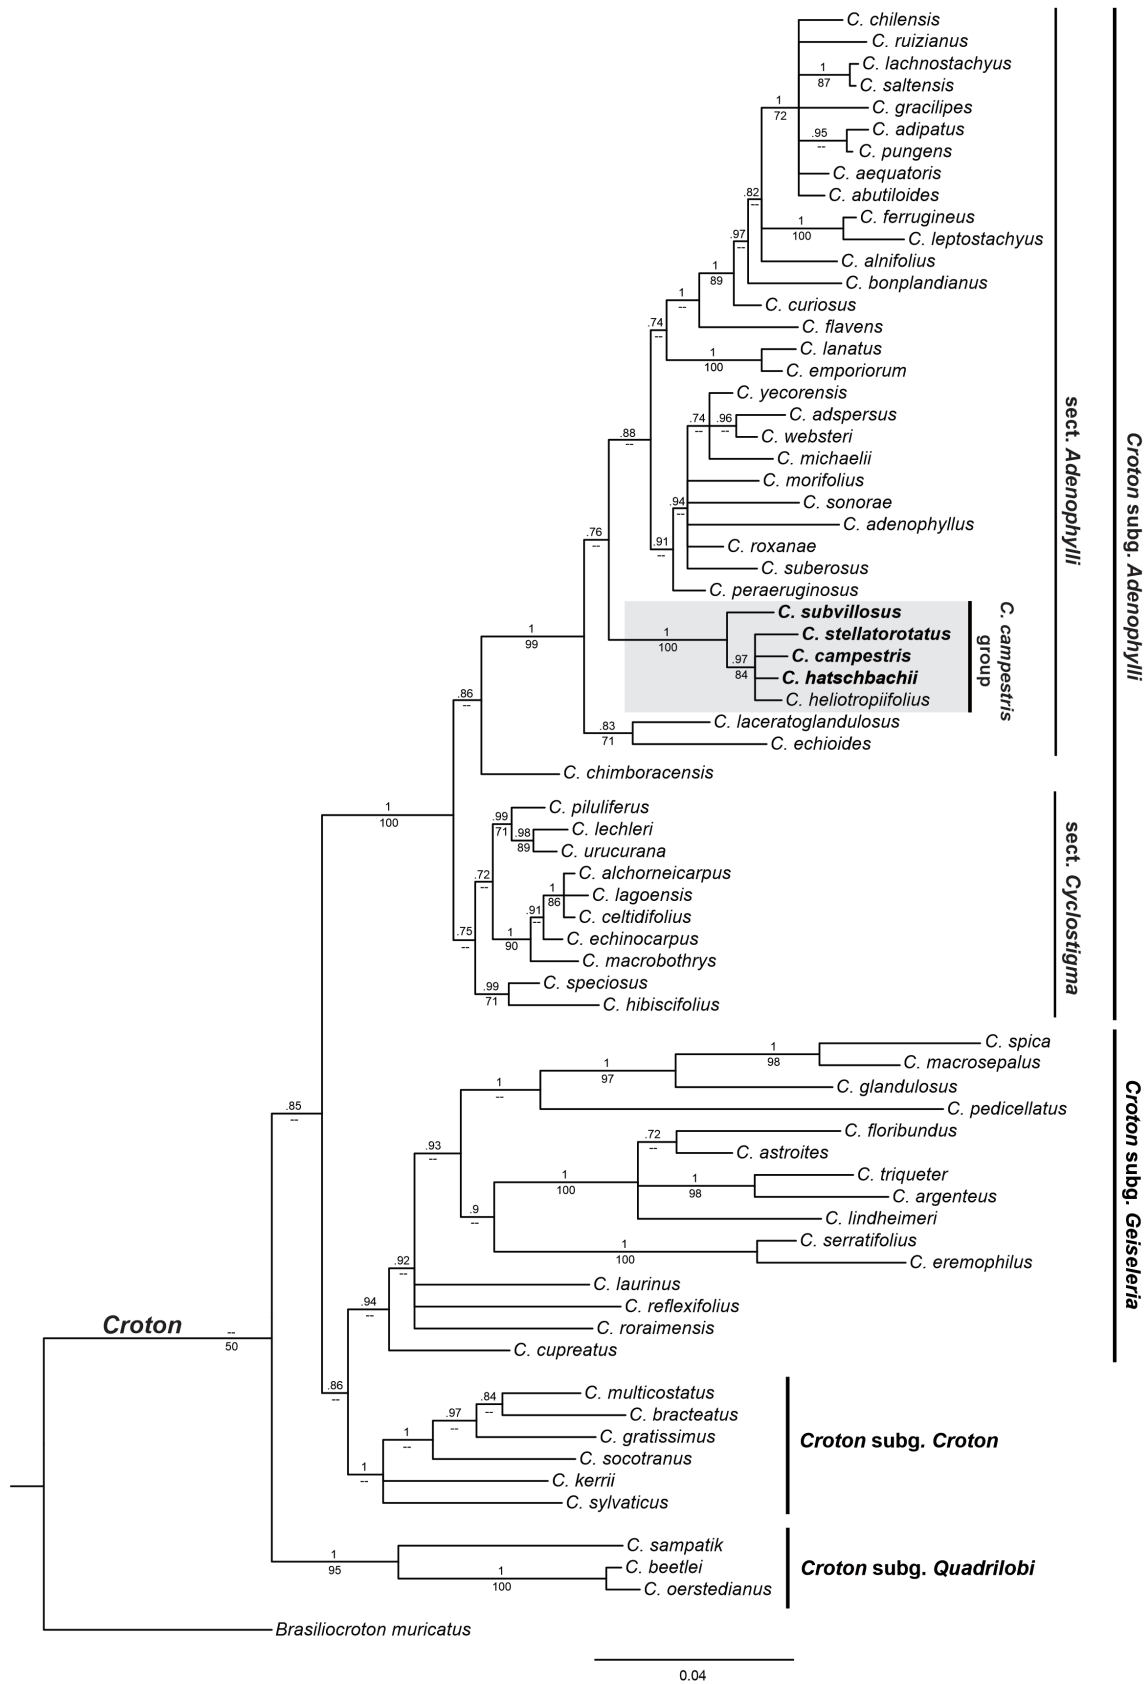 C. chilensis
C. ruizianus
C. lachnostachyus
1
87
C. saltensis
C. gracilipes
1
72
C. adipatus
.95
--
C. pungens
C. aequatoris
C. abutiloides
.82
--
C. ferrugineus
1
100
C. leptostachyus
.97
--
C. alnifolius
C. bonplandianus
1
89
C. curiosus
1
--
C. flavens
.74
--
C. lanatus
1
100
C. emporiorum
C. yecorensis
C. adspersus
.74
--
.96
--
C. websteri
.88
--
C. michaelii
C. morifolius
C. sonorae
.94
--
C. adenophyllus
C. roxanae
.91
--
C. suberosus
.76
--
C. peraeruginosus
C. subvillosus
C. stellatorotatus
1
100
C. campestris
.97
84
C. hatschbachii
C. heliotropiifolius
C. campestris
group
1
99
C. laceratoglandulosus
.83
71
C. echioides
.86
--
C. chimboracensis
sect. Adenophylli
Croton subg. Adenophylli
1
100
C. piluliferus
.99
71
C. lechleri
.98
89
C. urucurana
C. alchorneicarpus
.72
--
1
86
C. lagoensis
C. celtidifolius
.91
--
C. echinocarpus
1
90
.75
--
C. macrobothrys
C. speciosus
.99
71
C. hibiscifolius
sect. Cyclostigma
C. spica
1
98
C. macrosepalus
1
97
C. glandulosus
1
--
C. pedicellatus
.85
--
C. floribundus
.72
--
C. astroites
.93
--
C. triqueter
1
100
1
98
C. argenteus
.9
--
C. lindheimeri
C. serratifolius
1
100
C. eremophilus
.92
--
C. laurinus
C. reflexifolius
.94
--
C. roraimensis
C. cupreatus
Croton subg. Geiseleria
Croton
--
50
.86
--
C. multicostatus
.84
--
C. bracteatus
.97
--
C. gratissimus
1
--
C. socotranus
1
--
C. kerrii
C. sylvaticus
Croton subg. Croton
C. sampatik
1
95
C. beetlei
1
100
C. oerstedianus
Croton subg. Quadrilobi
Brasiliocroton muricatus
0.04